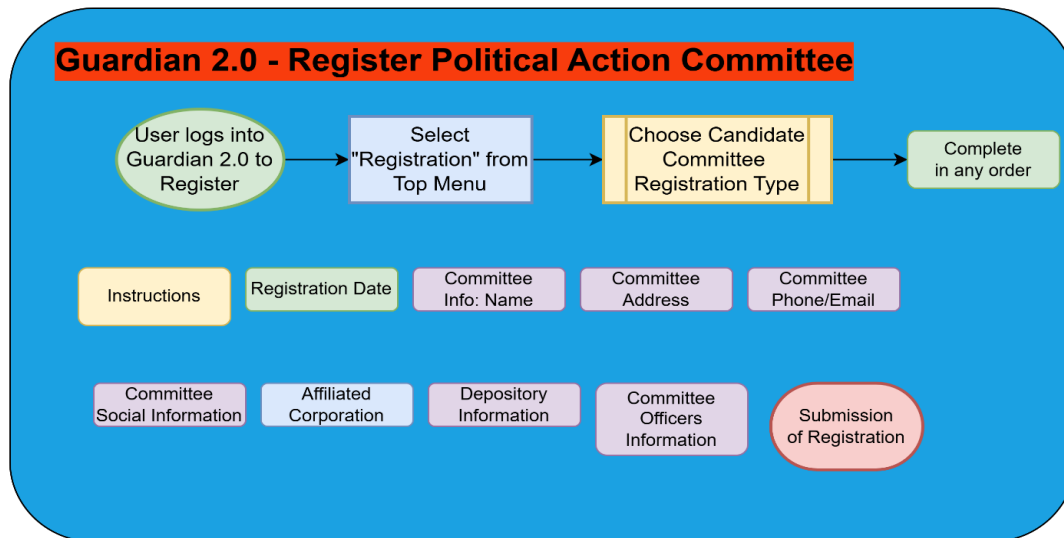 Guardian 2.0 - Register Political Action Committee
User logs into
Guardian 2.0 to
Register
Select
"Registration" from
Top Menu
Choose Candidate
Committee
Registration Type
Complete
in any order
Instructions
Registration Date
Committee
Info: Name
Committee
Address
Committee
Phone/Email
Committee
Social Information
Affiliated
Corporation
Depository
Information
Committee
Officers
Information
Submission
of Registration